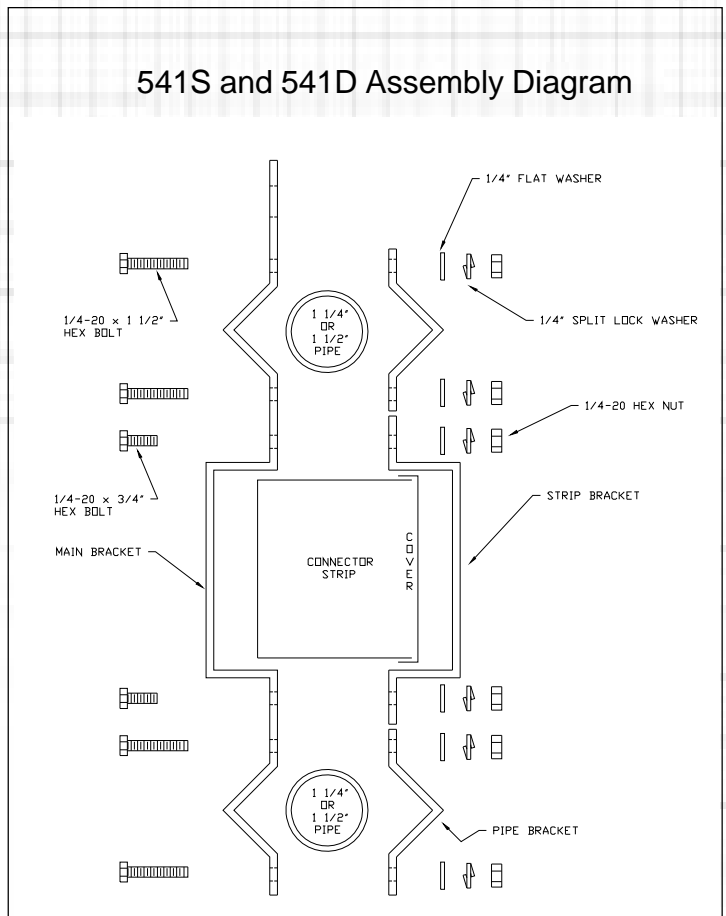 541S and 541D Assembly Diagram
1/4" FLAT WASHER
1/4-20 x 1 1/2"
HEX BOLT
1 1/4"
OR
1 1/2"
PIPE
1/4" SPLIT LOCK WASHER
1/4-20 HEX NUT
1/4-20 x 3/4"
HEX BOLT
STRIP BRACKET
MAIN BRACKET
CONNECTOR
STRIP
COVER
1 1/4"
OR
1 1/2"
PIPE
PIPE BRACKET